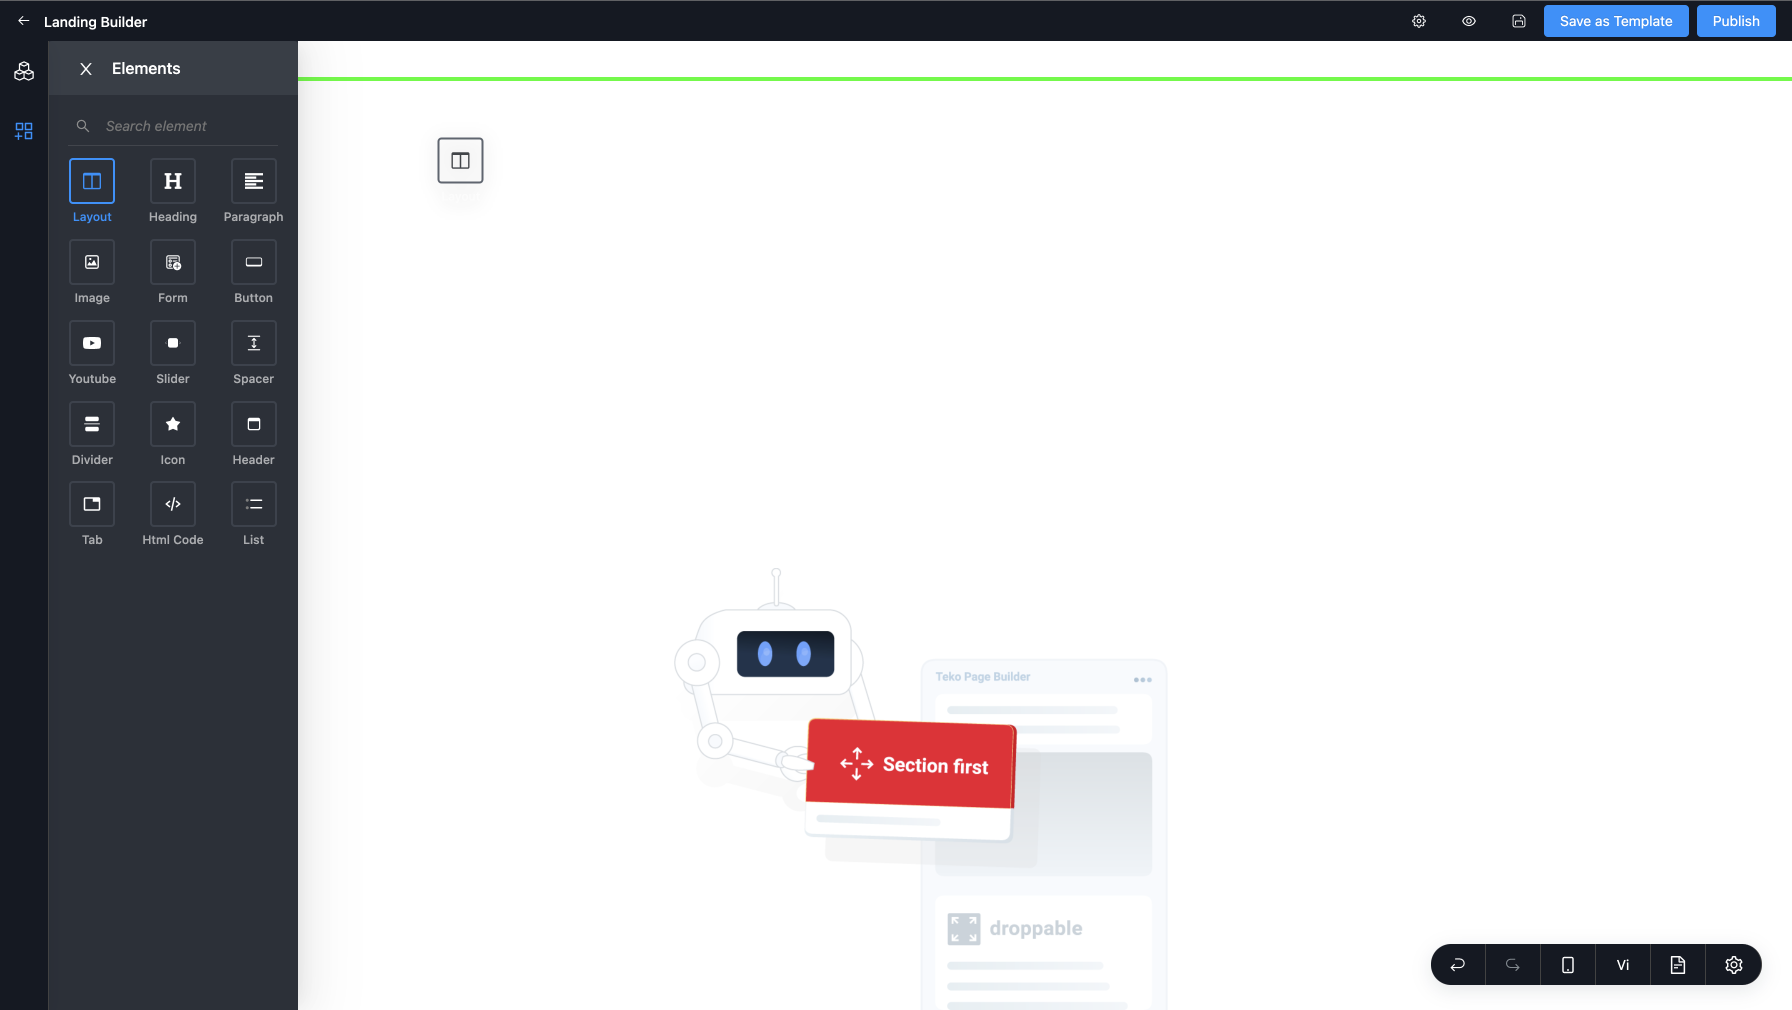 Landing Builder
Save as Template
Publish
Elements
Search element
Layout
Heading
Paragraph
Image
Form
Button
Youtube
Slider
Spacer
Divider
Icon
Header
Tab
Html Code
List
Teko Page Builder
Section first
droppable
Vi